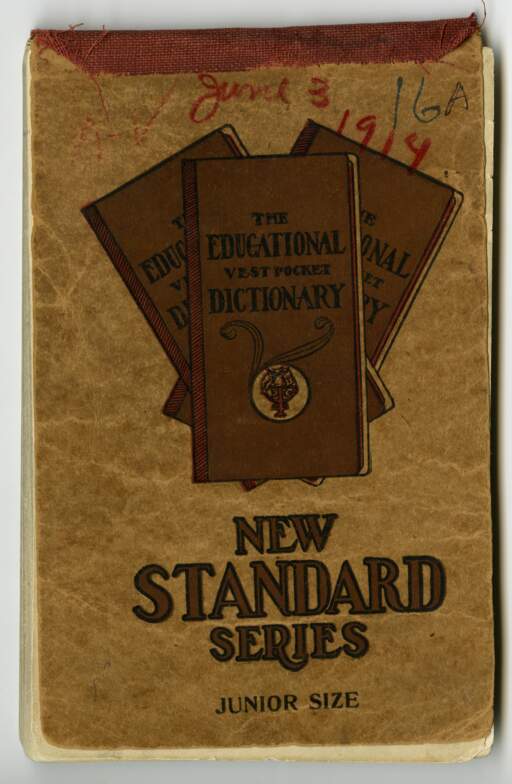 June 3
16A
1914
THE
EDUCATIONAL
VEST POCKET
DICTIONARY
NEW
STANDARD
SERIES
JUNIOR SIZE